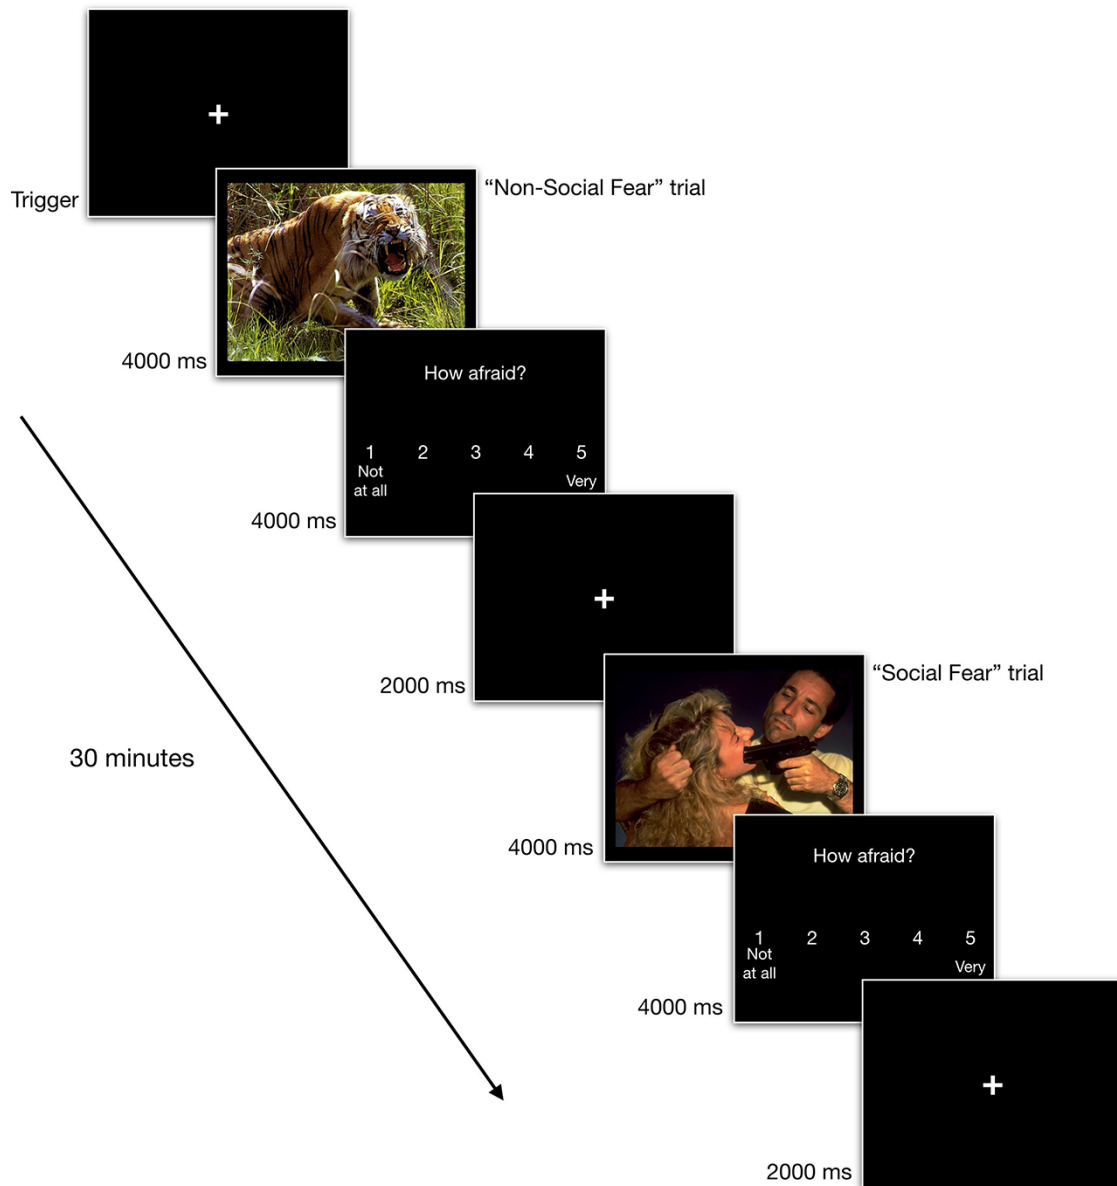 Trigger
“Non-Social Fear” trial
4000 ms
How afraid?
1 2 3 4 5
Not
at all
Very
4000 ms
2000 ms
“Social Fear” trial
30 minutes
4000 ms
How afraid?
1 2 3 4 5
Not
at all
Very
4000 ms
2000 ms